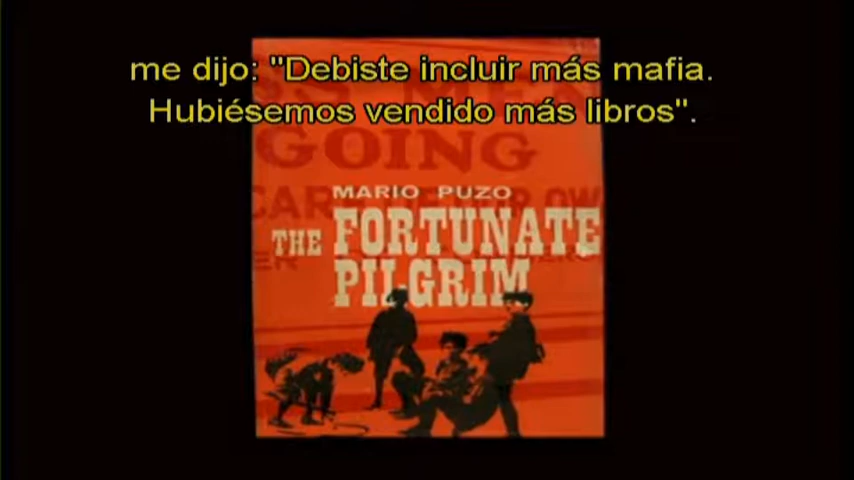 me dijo: "Debiste incluir más mafia.
Hubiésemos vendido más libros".
GOING
MARIO PUZO
THE FORTUNATE
PILGRIM